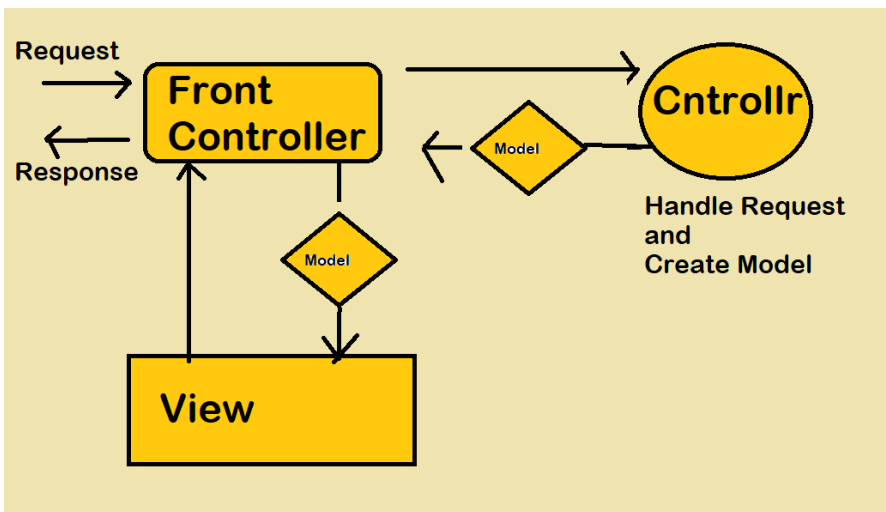 Request
Front
Controller
Response
Cntrollr
Model
Handle Request
and
Create Model
Model
View